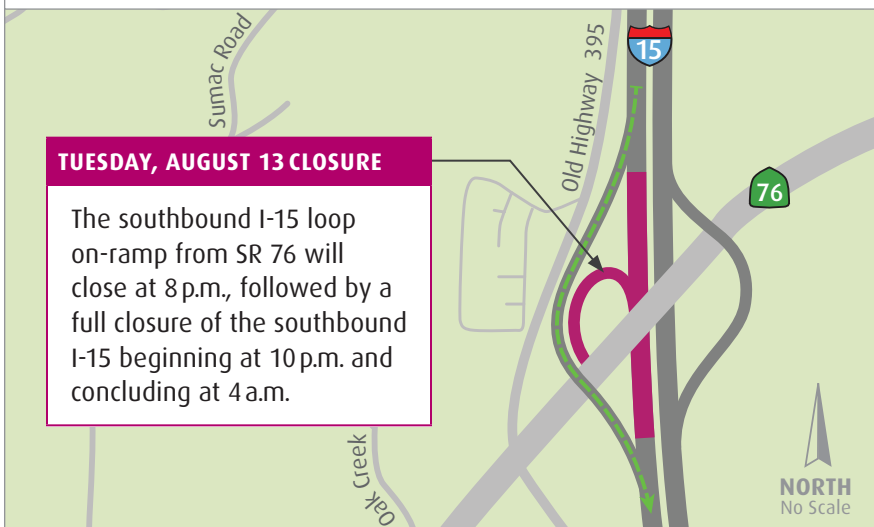 Sumac Road
Old Highway 395
15
76
TUESDAY, AUGUST 13 CLOSURE
The southbound I-15 loop
on-ramp from SR 76 will
close at 8 p.m., followed by a
full closure of the southbound
I-15 beginning at 10 p.m. and
concluding at 4 a.m.
Oak Creek
NORTH
No Scale